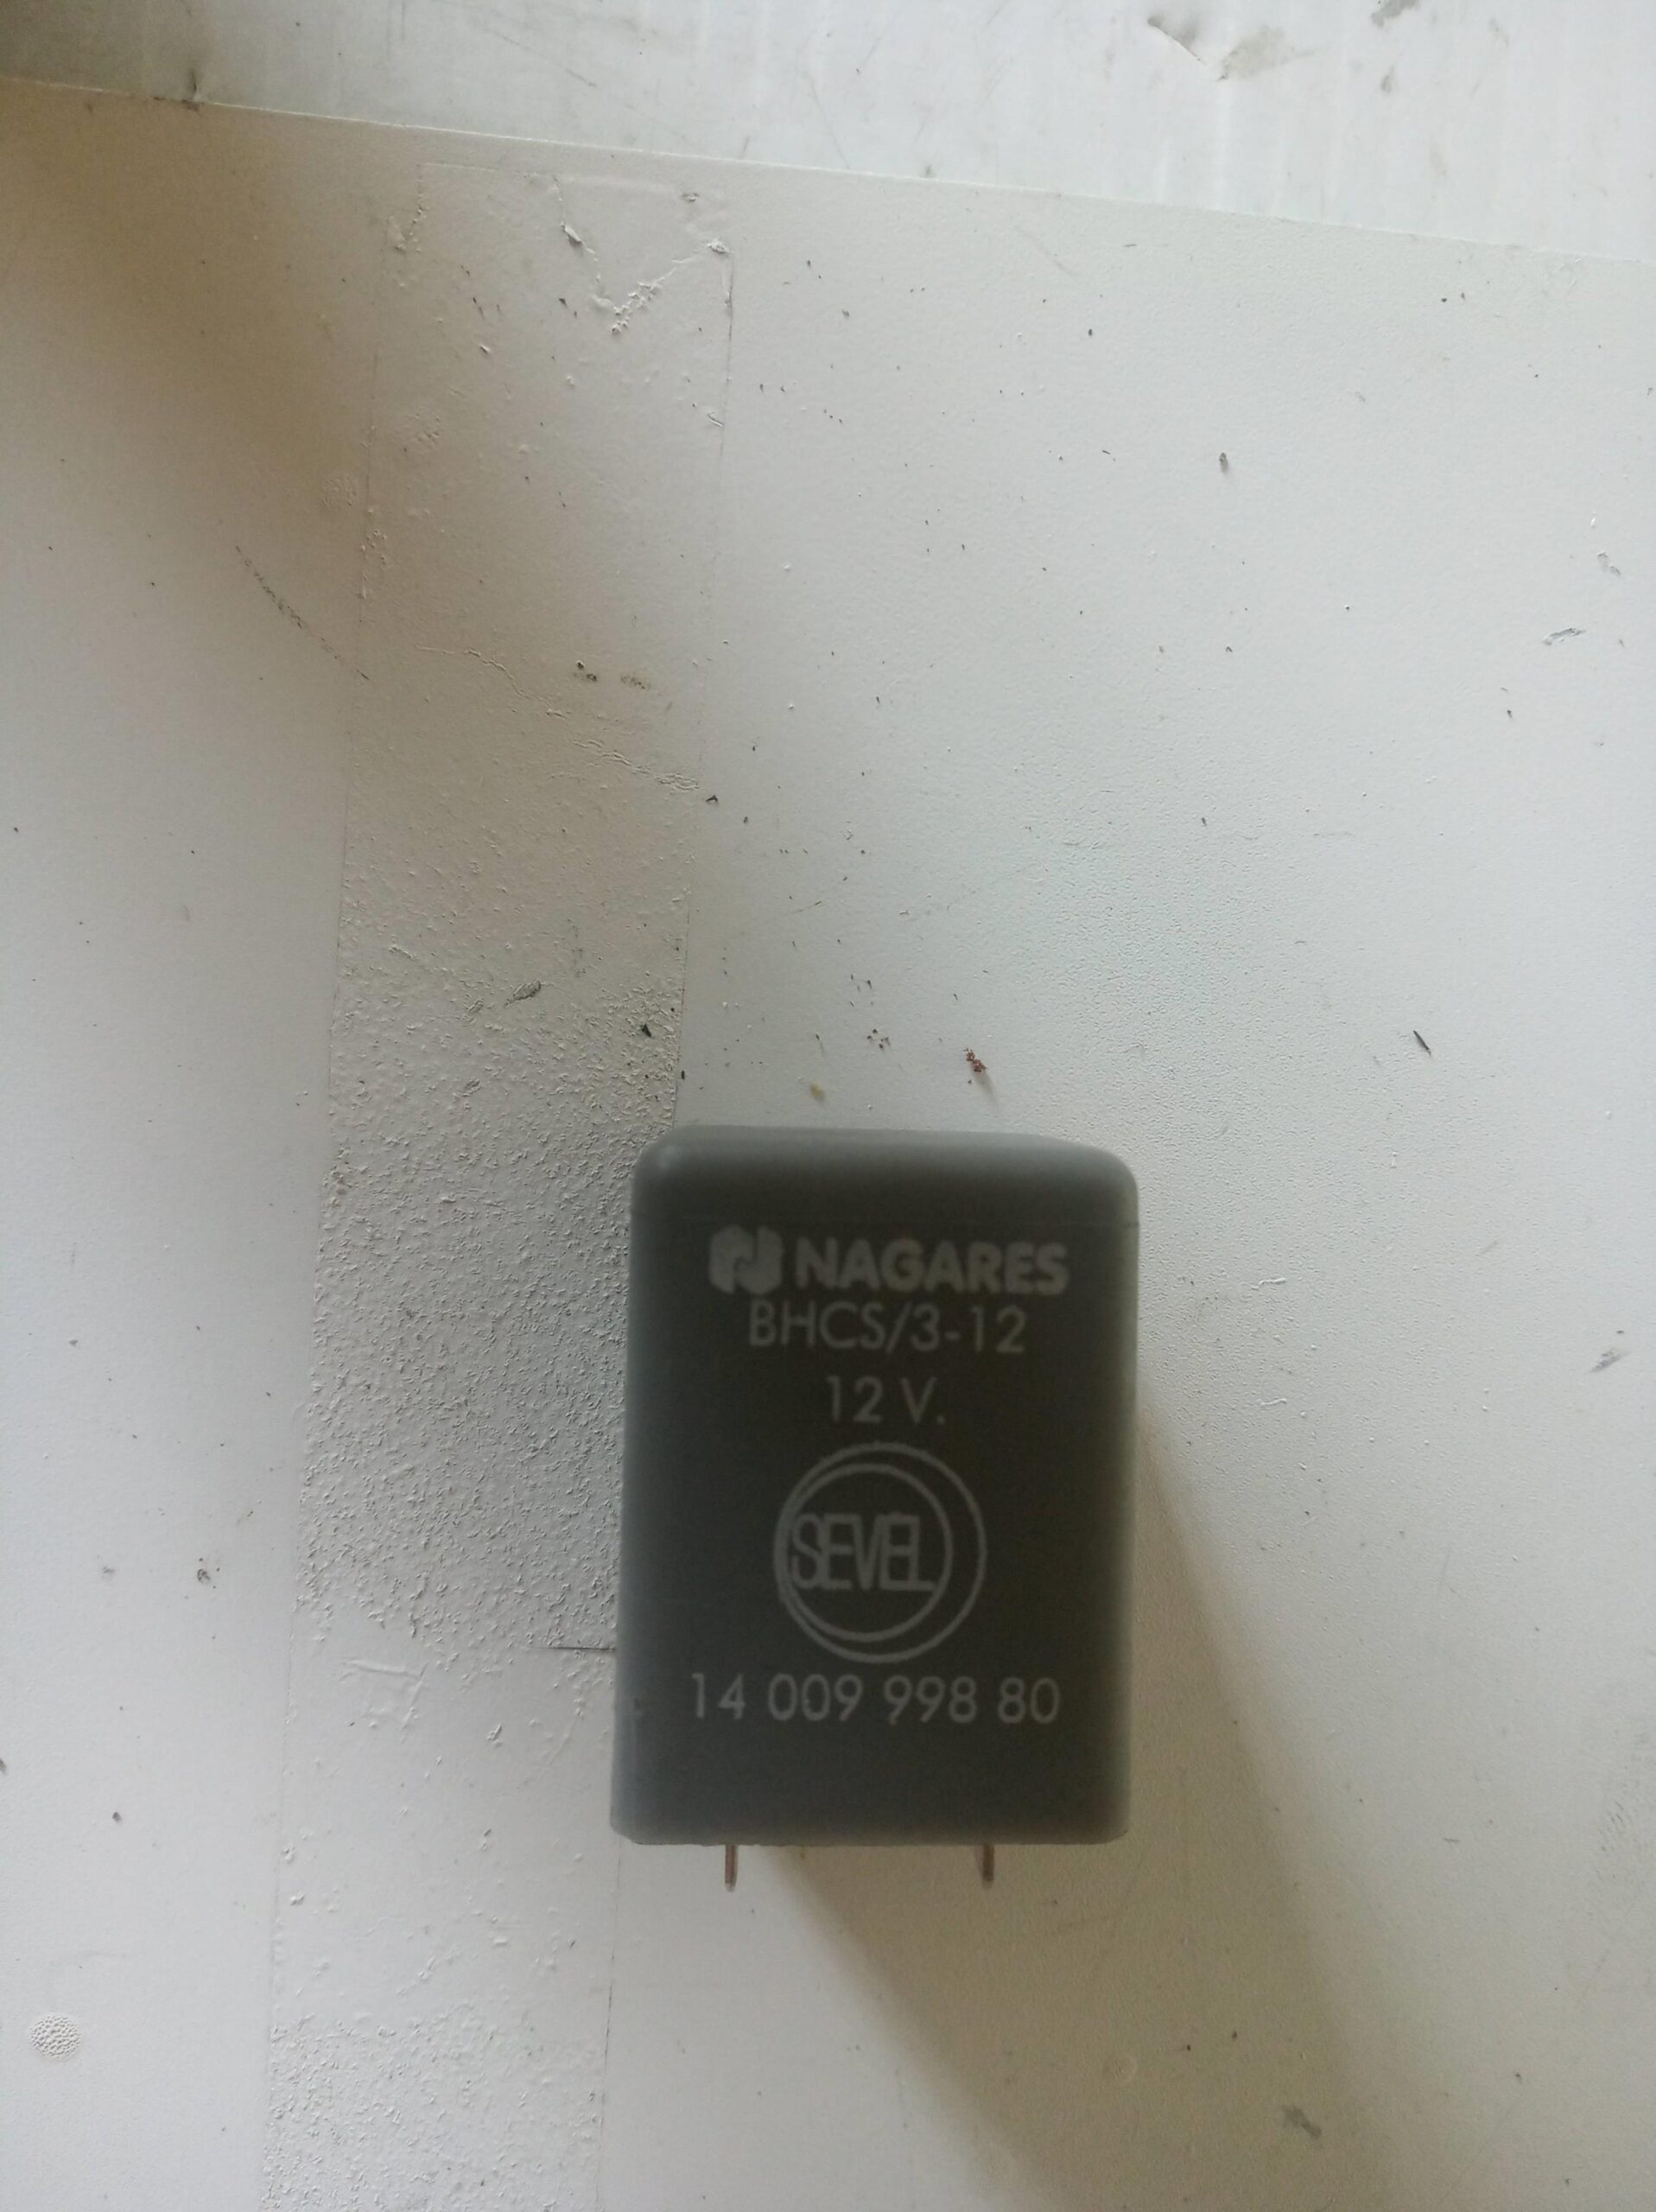 NAGARES
BHCS/3-12
12 V.
SEVEL
14 009 998 80